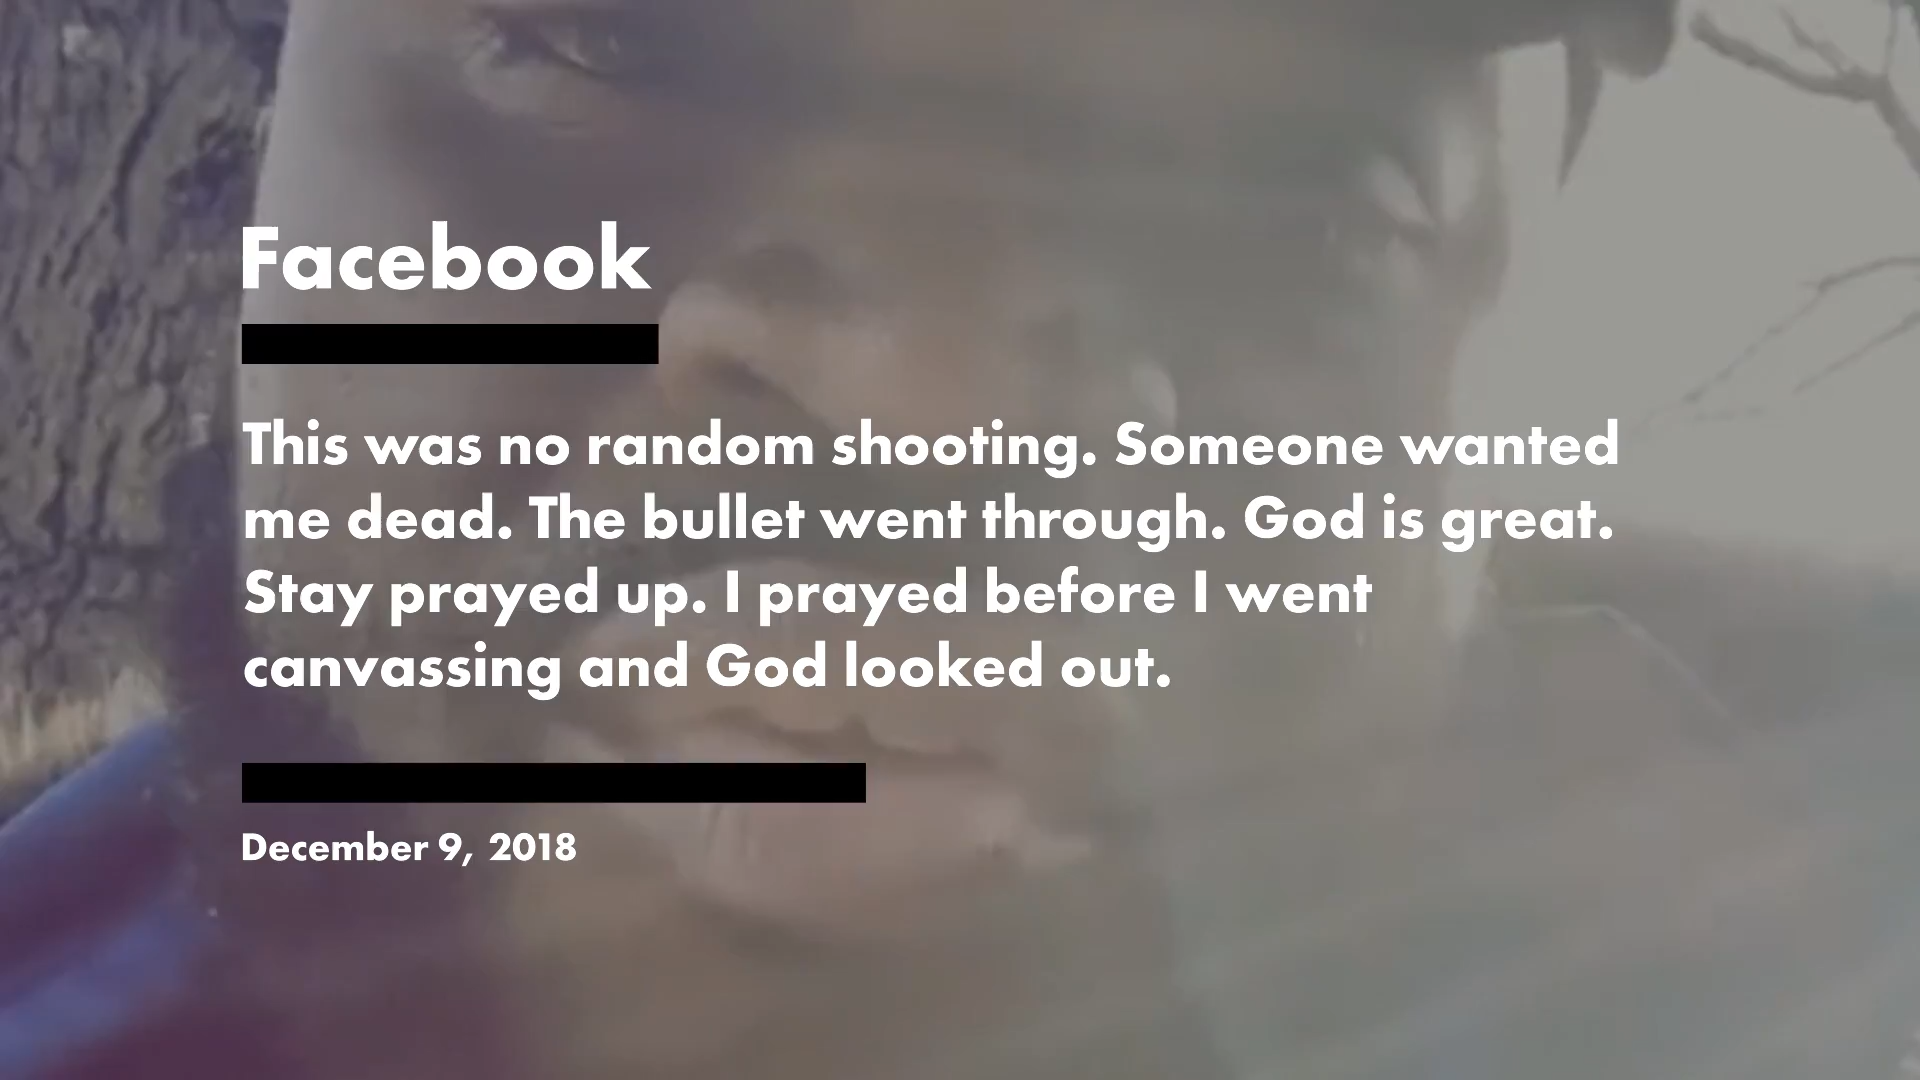 Facebook
This was no random shooting. Someone wanted
me dead. The bullet went through. God is great.
Stay prayed up. I prayed before I went
canvassing and God looked out.
December 9, 2018